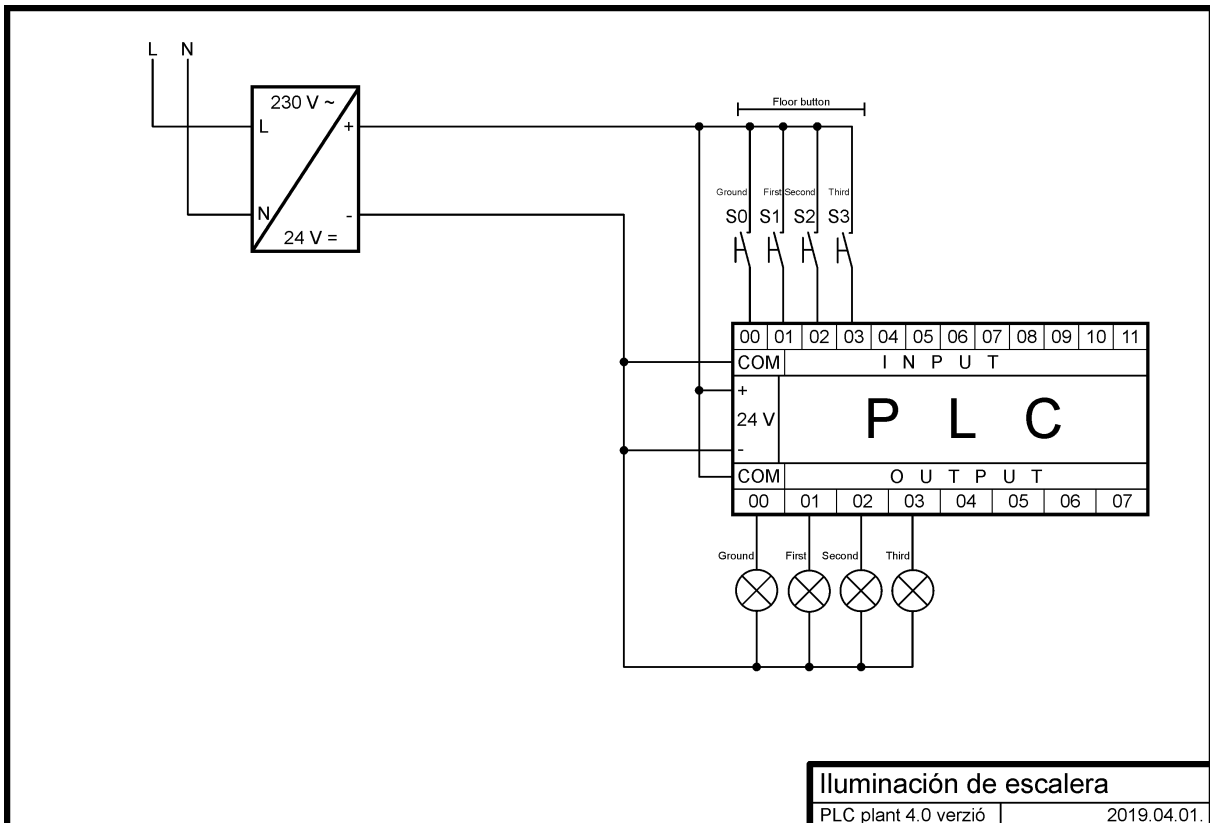 L N
230 V ~
L +
N -
24 V =
Floor button
Ground First Second Third
S0 S1 S2 S3
00 01 02 03 04 05 06 07 08 09 10 11
COM I N P U T
+
24 V P L C
-
COM O U T P U T
00 01 02 03 04 05 06 07
Ground First Second Third
Iluminación de escalera
PLC plant 4.0 verzió 2019.04.01.